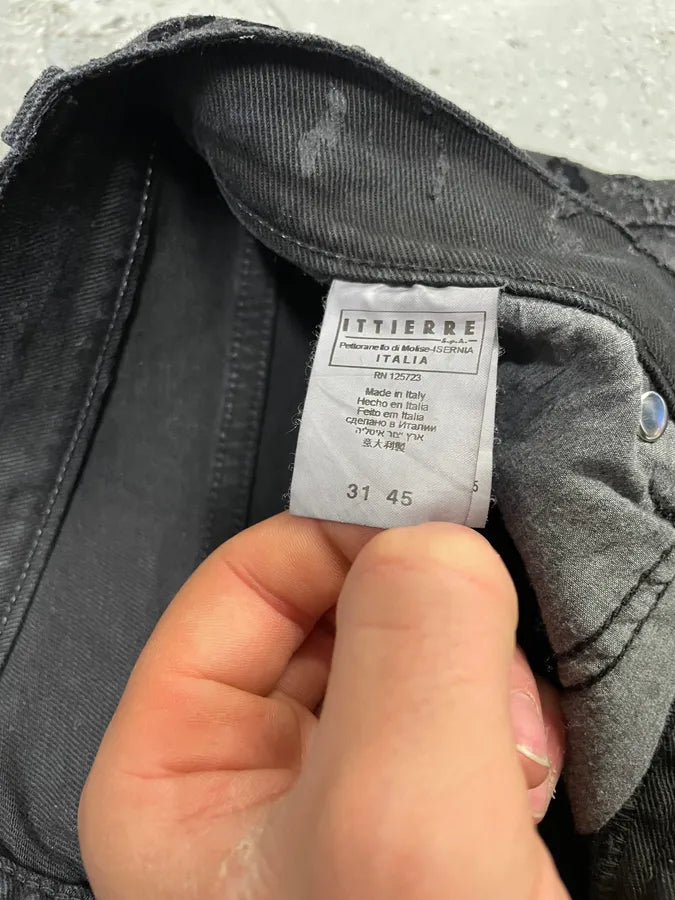 ITTIERRE
S.p.A.
Pettoranello di Molise-ISERNIA
ITALIA
RN 125723
Made in Italy
Hecho en Italia
Feito em Italia
сделано в Италии
ארץ ייצור איטליה
意大利製
31 45
5